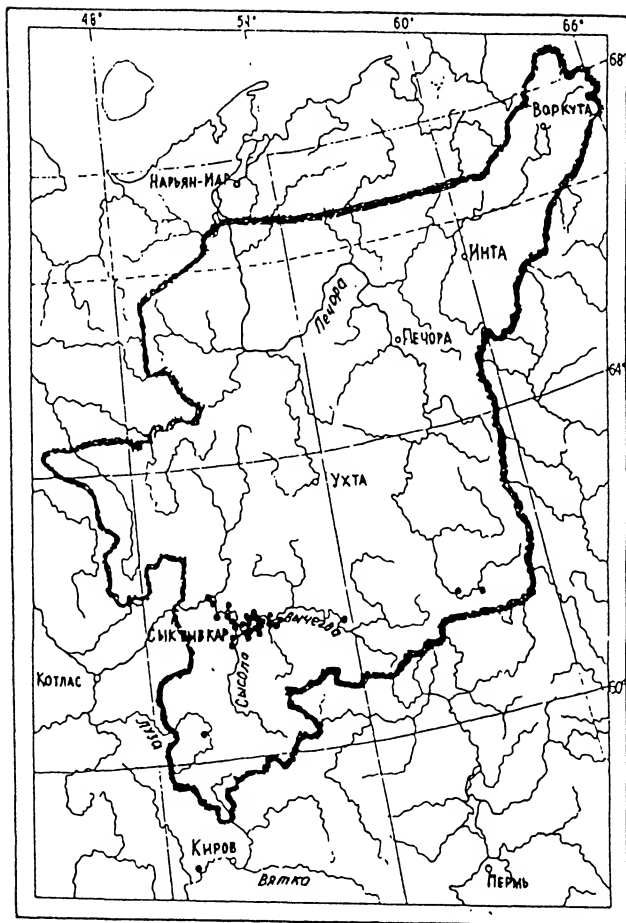 48° 51° 60° 66°
68°
ВОРКУТА
НАРЬЯН-МАР
ИНТА
Печора
ПЕЧОРА
64°
УХТА
Вычегда
СЫКТЫВКАР
Сысола
КОТЛАС
60°
Луза
КИРОВ
Вятка
ПЕРМЬ